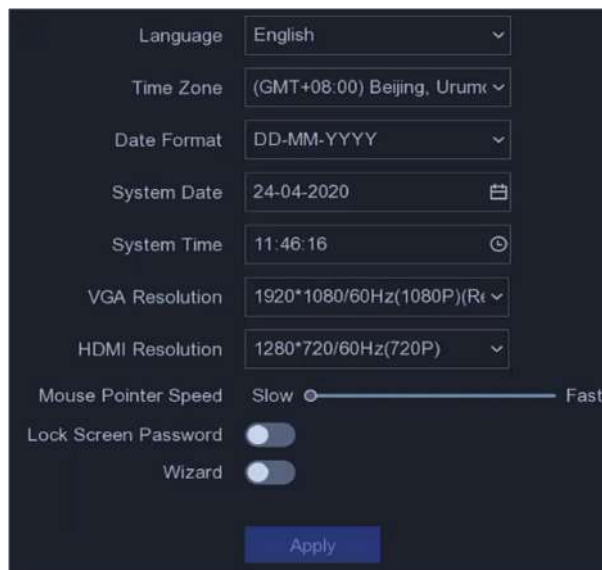 Language English
Time Zone (GMT+08:00) Beijing,
Date Format DD-MM-YYYY
System Date 24-04-2020
System Time 11:46:16
VGA Resolution 1920*1080/60Hz(1080P)(Re
HDMI Resolution 1280*720/60Hz(720P)
Mouse Pointer Speed Slow Fast
Lock Screen Password
Wizard
Apply